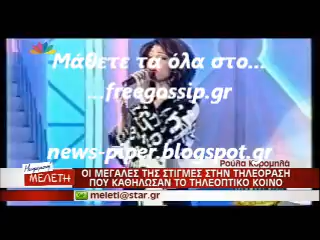 Μάθετε τα όλα στο...
...freegossip.gr
news-piper.blogspot.gr
Ρούλα Κορομηλά
ΜΕΛΕΤΗ
ΟΙ ΜΕΓΑΛΕΣ ΤΗΣ ΣΤΙΓΜΕΣ ΣΤΗΝ ΤΗΛΕΟΡΑΣΗ
ΠΟΥ ΚΑΘΗΛΩΣΑΝ ΤΟ ΤΗΛΕΟΠΤΙΚΟ ΚΟΙΝΟ
meleti@star.gr